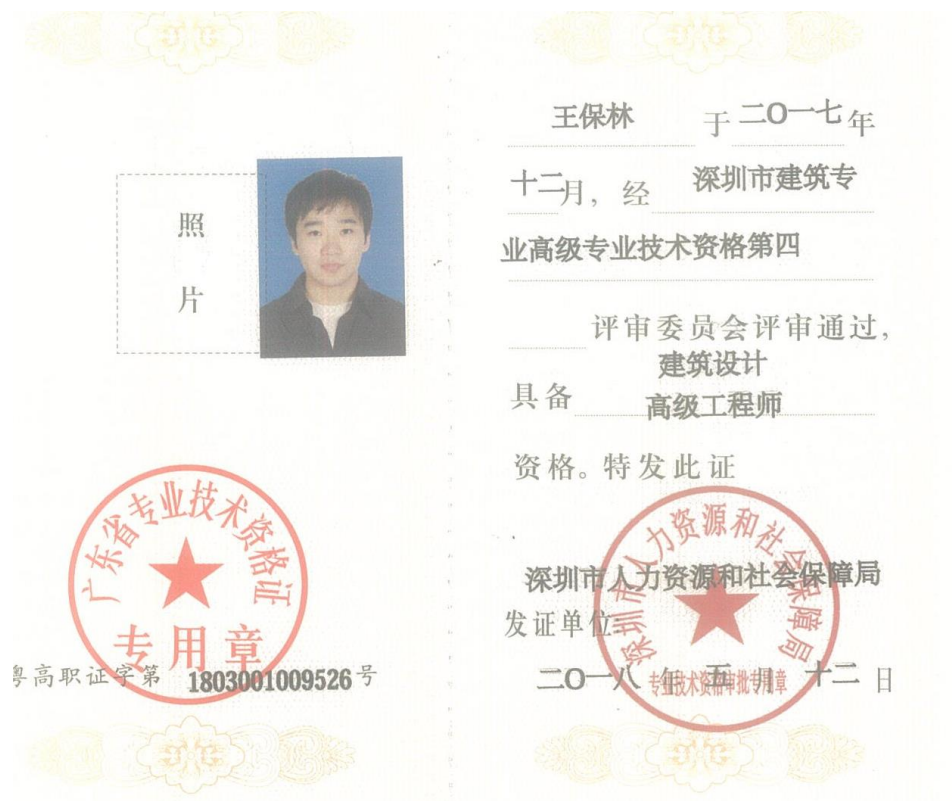 照
片
广东省专业技术资格证
专用章
粤高职证字第 1803001009526 号
王保林 于 二〇一七 年
十二月，经 深圳市建筑专
业高级专业技术资格第四
评审委员会评审通过，
建筑设计
具备 高级工程师
资格。特发此证
深圳市人力资源和社会保障局
深圳市人力资源和社会保障局
发证单位
二〇一八 年 五 月 十二 日
专业技术资格审批专用章